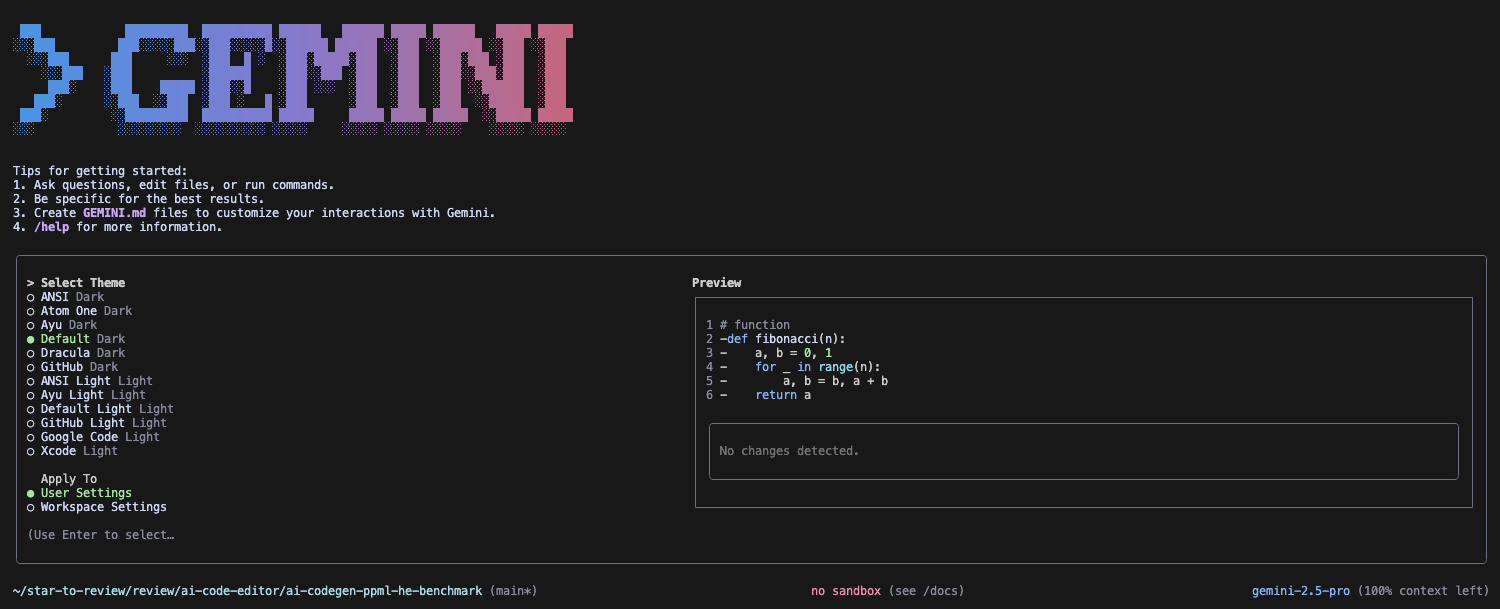 > GEMINI
Tips for getting started:
1. Ask questions, edit files, or run commands.
2. Be specific for the best results.
3. Create GEMINI.md files to customize your interactions with Gemini.
4. /help for more information.
> Select Theme
○ ANSI Dark
○ Atom One Dark
○ Ayu Dark
● Default Dark
○ Dracula Dark
○ GitHub Dark
○ ANSI Light Light
○ Ayu Light Light
○ Default Light Light
○ GitHub Light Light
○ Google Code Light
○ Xcode Light
Apply To
● User Settings
○ Workspace Settings
(Use Enter to select…
Preview
1 # function
2 -def fibonacci(n):
3 -    a, b = 0, 1
4 -    for _ in range(n):
5 -        a, b = b, a + b
6 -    return a
No changes detected.
~/star-to-review/review/ai-code-editor/ai-codegen-ppml-he-benchmark (main*)
no sandbox (see /docs)
gemini-2.5-pro (100% context left)